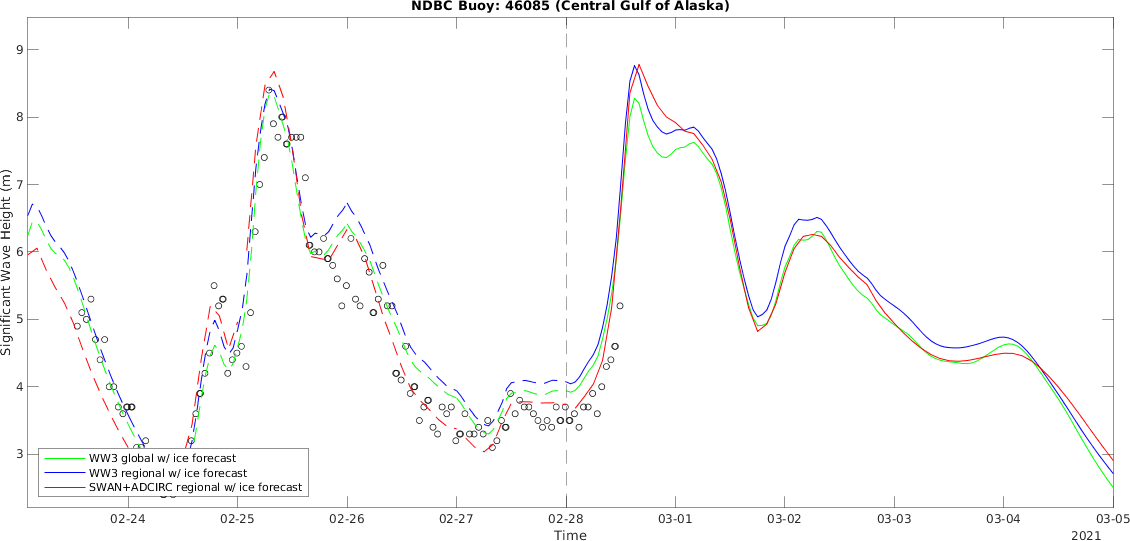 NDBC Buoy: 46085 (Central Gulf of Alaska)
Significant Wave Height (m)
9
8
7
6
5
4
3
WW3 global w/ ice forecast
WW3 regional w/ ice forecast
SWAN+ADCIRC regional w/ ice forecast
02-24 02-25 02-26 02-27 02-28 03-01 03-02 03-03 03-04 03-05
Time
2021